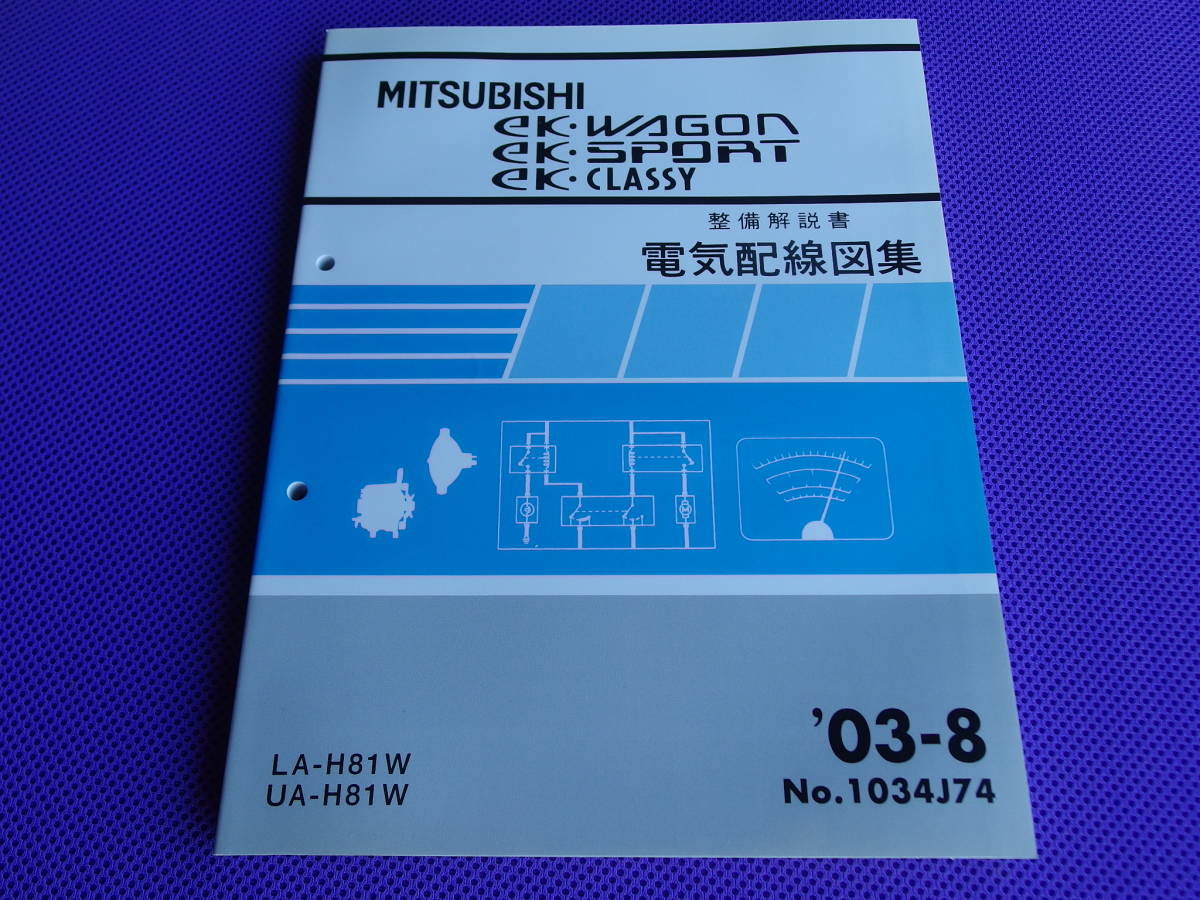 MITSUBISHI
eK·WAGON
eK·SPORT
eK·CLASSY
整備解説書
電気配線図集
M
LA-H81W
UA-H81W
'03-8
No.1034J74